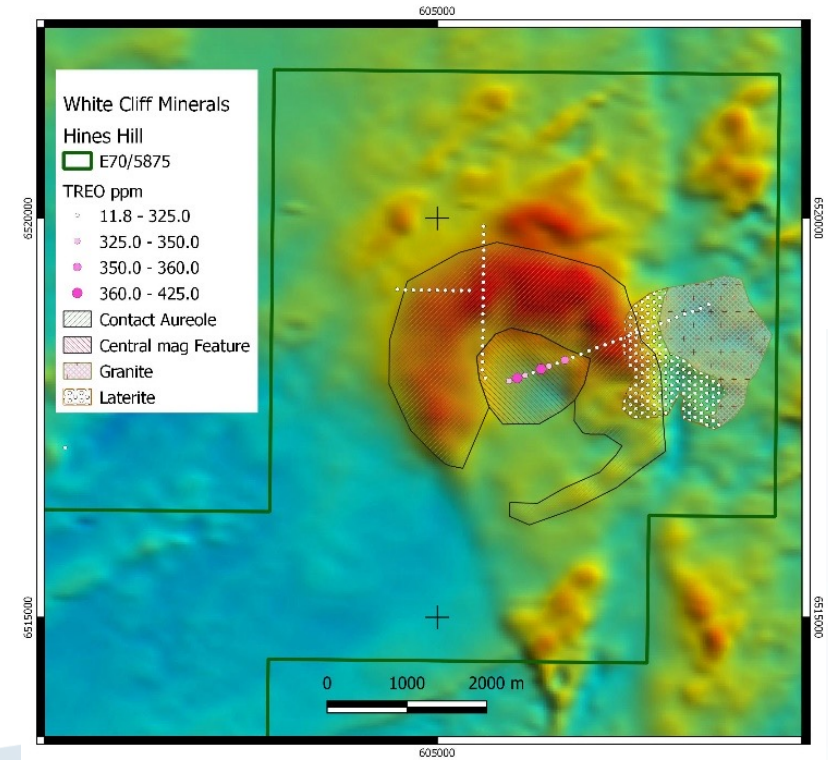 605000
White Cliff Minerals
Hines Hill
E70/5875
TREO ppm
11.8 - 325.0
325.0 - 350.0
350.0 - 360.0
360.0 - 425.0
Contact Aureole
Central mag Feature
Granite
Laterite
6520000
6520000
6515000
6515000
0 1000 2000 m
605000